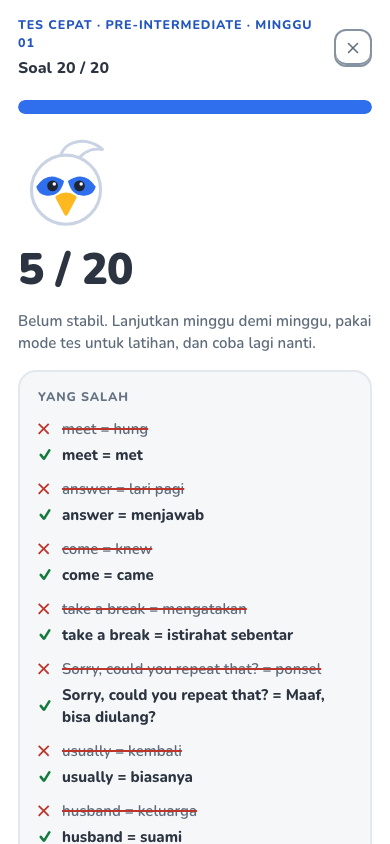 TES CEPAT · PRE-INTERMEDIATE · MINGGU
01
Soal 20 / 20
5 / 20
Belum stabil. Lanjutkan minggu demi minggu, pakai
mode tes untuk latihan, dan coba lagi nanti.
YANG SALAH
meet = hung
meet = met
answer = lari pagi
answer = menjawab
come = knew
come = came
take a break = mengatakan
take a break = istirahat sebentar
Sorry, could you repeat that? = ponsel
Sorry, could you repeat that? = Maaf,
bisa diulang?
usually = kembali
usually = biasanya
husband = keluarga
husband = suami